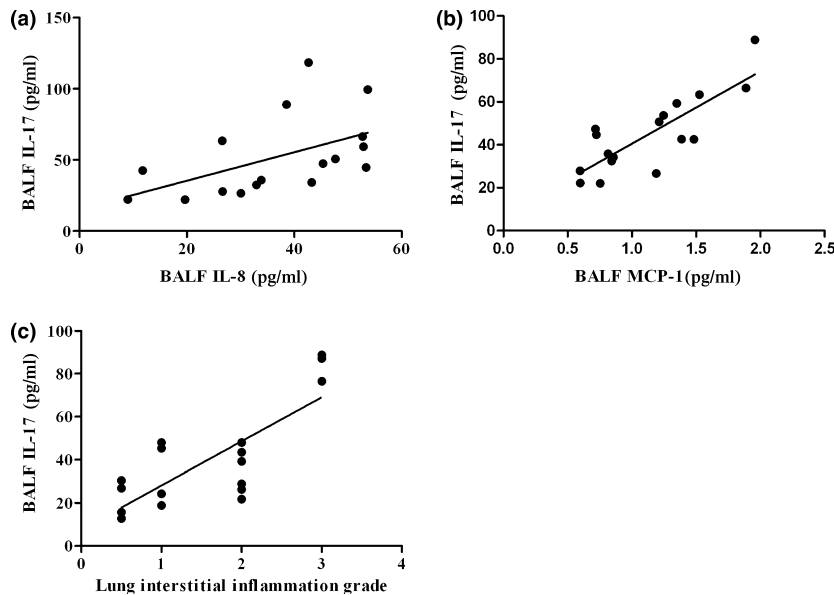 (a)
150
100
50
0
BALF IL-17 (pg/ml)
0 20 40 60
BALF IL-8 (pg/ml)
(b)
100
80
60
40
20
0
BALF IL-17 (pg/ml)
0.0 0.5 1.0 1.5 2.0 2.5
BALF MCP-1(pg/ml)
(c)
100
80
60
40
20
0
BALF IL-17 (pg/ml)
0 1 2 3 4
Lung interstitial inflammation grade